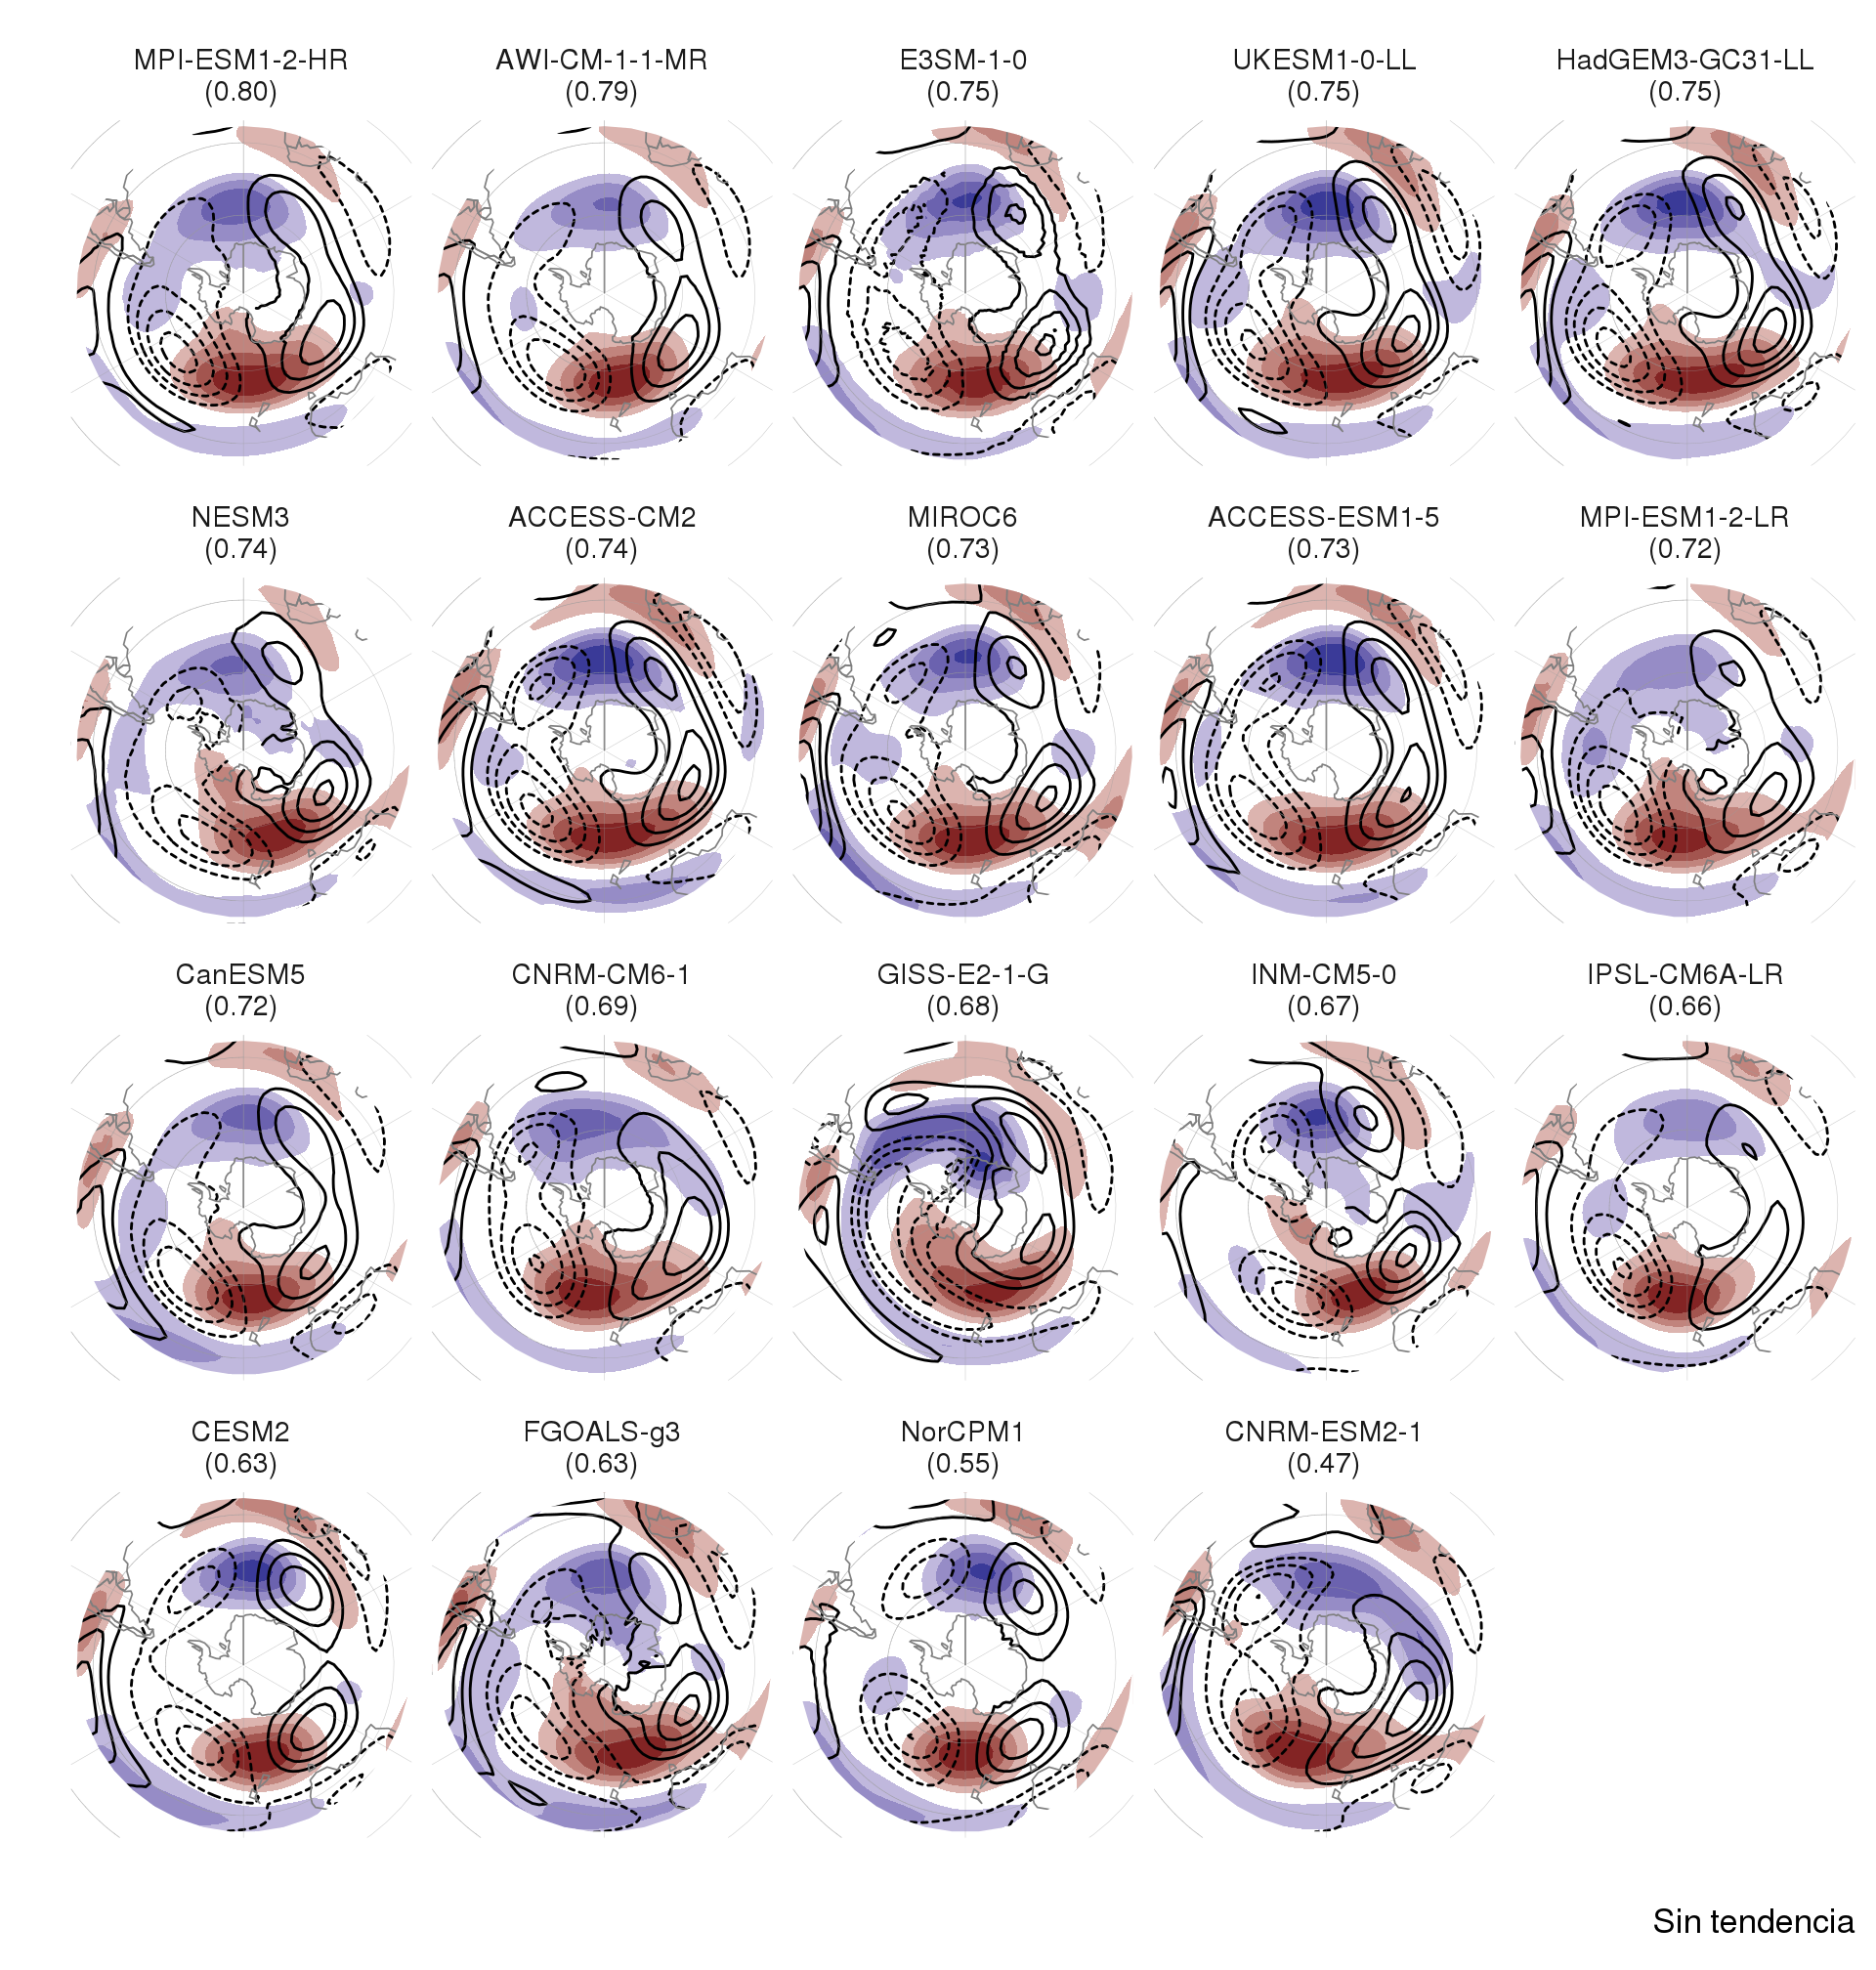 MPI-ESM1-2-HR
(0.80)
AWI-CM-1-1-MR
(0.79)
E3SM-1-0
(0.75)
UKESM1-0-LL
(0.75)
HadGEM3-GC31-LL
(0.75)
NESM3
(0.74)
ACCESS-CM2
(0.74)
MIROC6
(0.73)
ACCESS-ESM1-5
(0.73)
MPI-ESM1-2-LR
(0.72)
CanESM5
(0.72)
CNRM-CM6-1
(0.69)
GISS-E2-1-G
(0.68)
INM-CM5-0
(0.67)
IPSL-CM6A-LR
(0.66)
CESM2
(0.63)
FGOALS-g3
(0.63)
NorCPM1
(0.55)
CNRM-ESM2-1
(0.47)
Sin tendencia